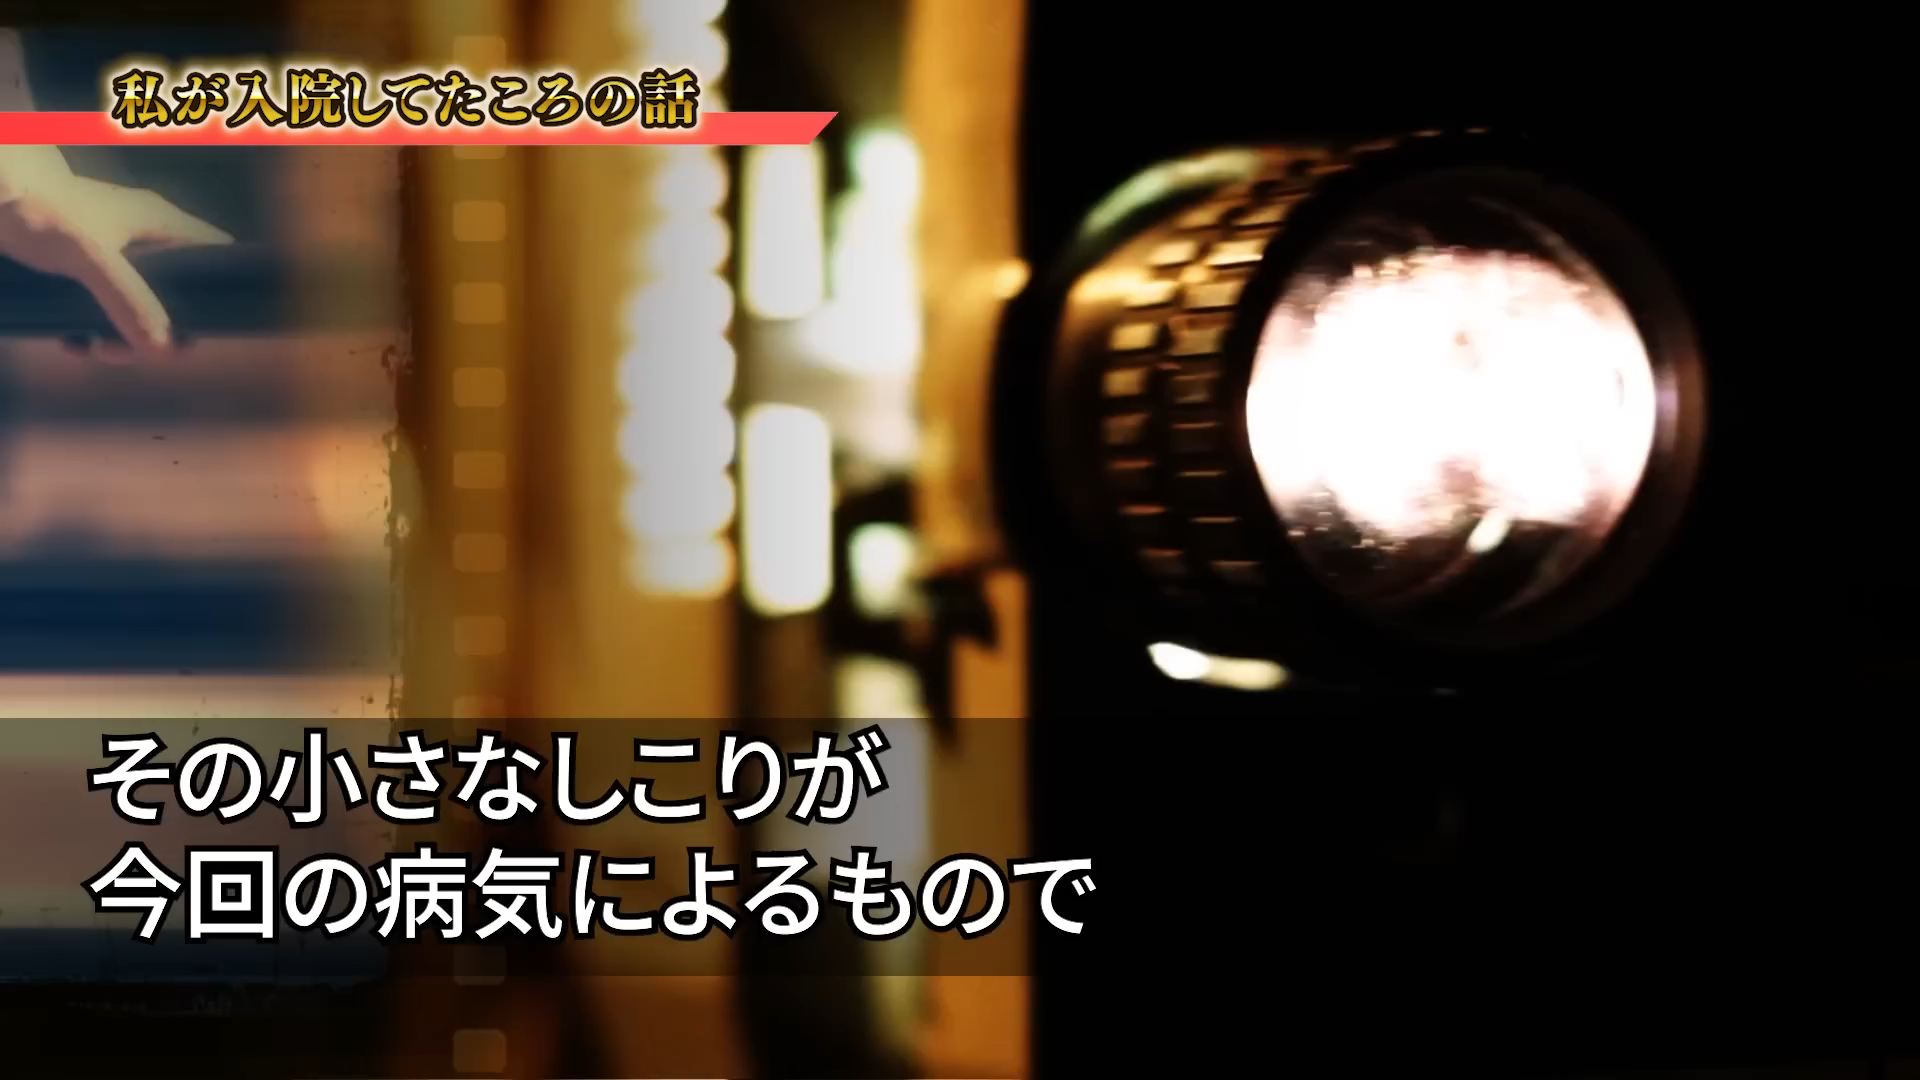 私が入院してたころの話
その小さなしこりが
今回の病気によるもので